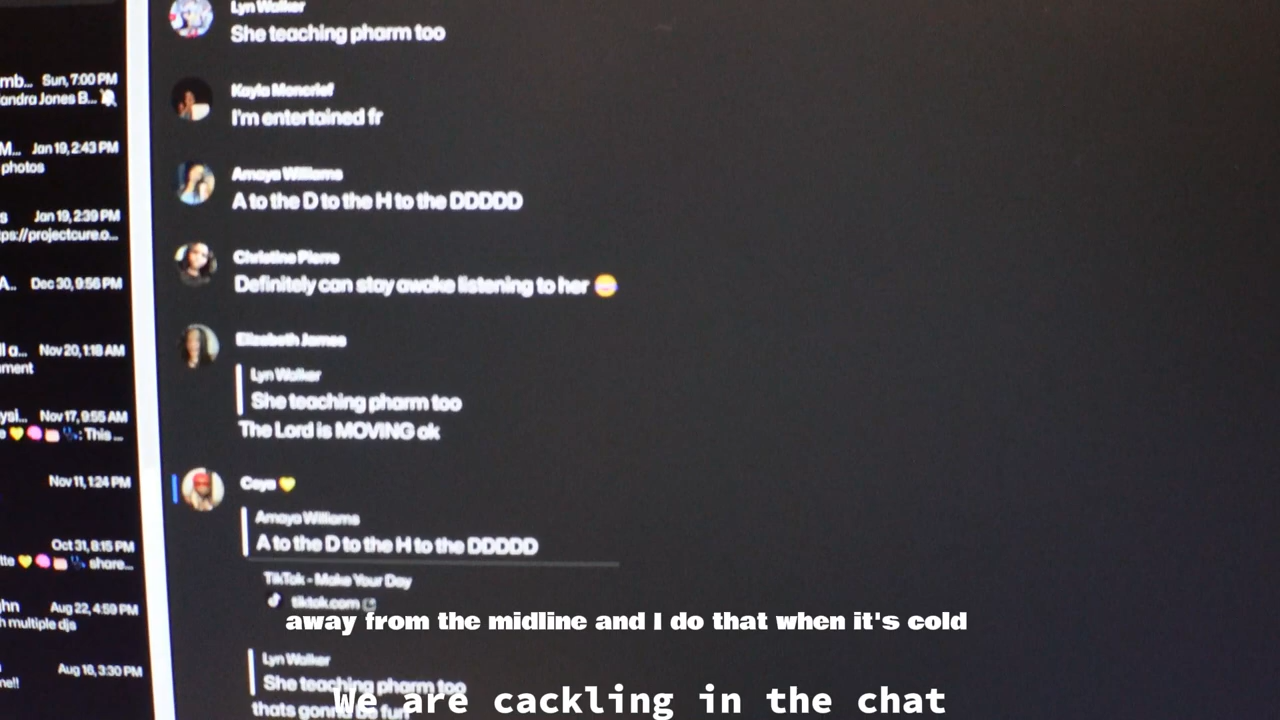 mb... Sun, 7:00 PM
andra Jones B...
M... Jan 19, 2:43 PM
photos
s Jan 19, 2:39 PM
ps://projectcure.o...
A.. Dec 30, 9:56 PM
ll a... Nov 20, 1:18 AM
ment
ysi... Nov 17, 9:55 AM
: This ...
Nov 11, 1:24 PM
Oct 31, 8:15 PM
tte 💛 share...
hn Aug 22, 4:59 PM
h multiple djs
Aug 16, 3:30 PM
me!!
Lyn Walker
She teaching pharm too
Kayla Moncrief
I'm entertained fr
Amaya Williams
A to the D to the H to the DDDDD
Christine Pierre
Definitely can stay awake listening to her
Elizabeth James
Lyn Walker
She teaching pharm too
The Lord is MOVING ok
Caya 💛
Amaya Williams
A to the D to the H to the DDDDD
TikTok - Make Your Day
tiktok.com
away from the midline and I do that when it's cold
Lyn Walker
She teaching pharm too
We are cackling in the chat
thats gonna be fun